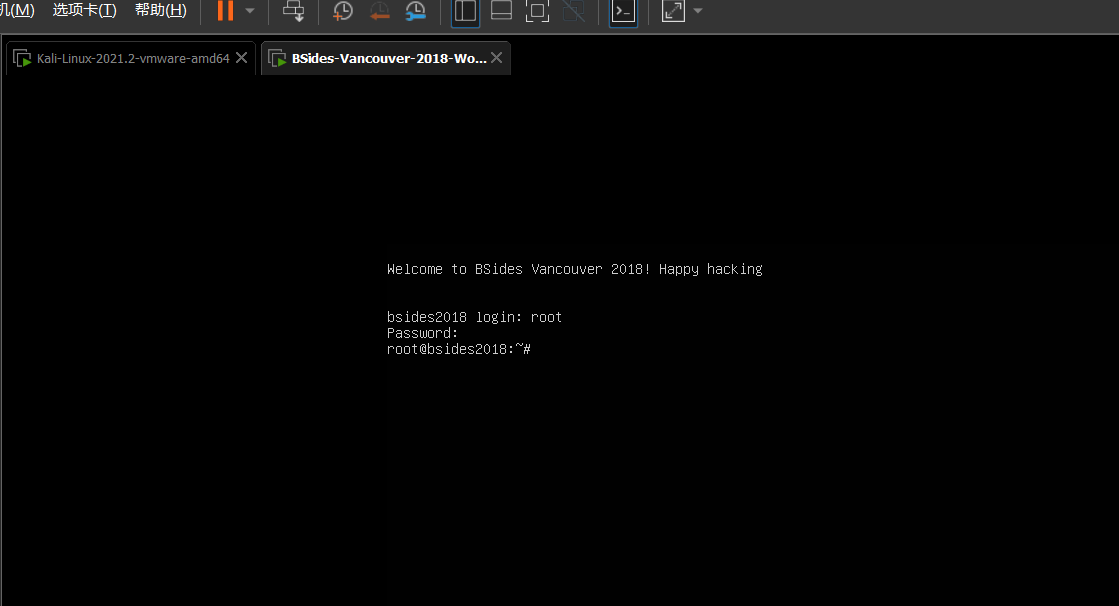 机(M) 选项卡(T) 帮助(H)
Kali-Linux-2021.2-vmware-amd64 BSides-Vancouver-2018-Wo...
Welcome to BSides Vancouver 2018! Happy hacking
bsides2018 login: root
Password:
root@bsides2018:~#